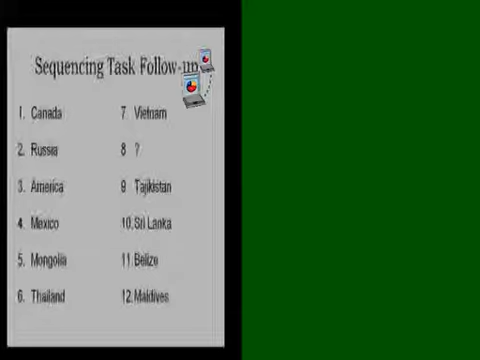 Sequencing Task Follow-up
1. Canada
2. Russia
3. America
4. Mexico
5. Mongolia
6. Thailand
7 Vietnam
8 ?
9 Tajikistan
10. Sri Lanka
11. Belize
12. Maldives